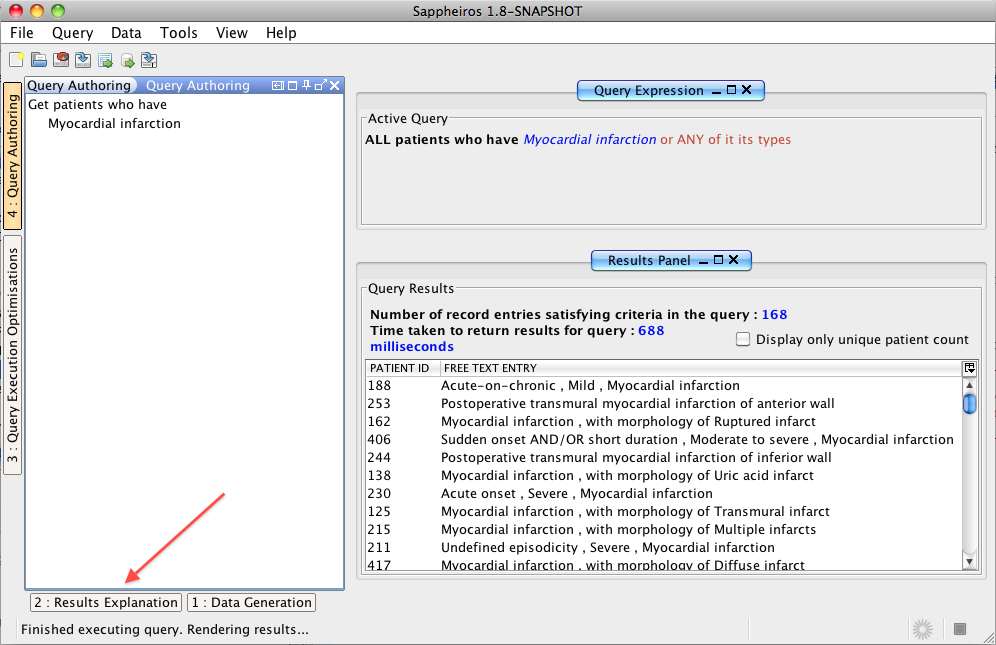 Sappheiros 1.8-SNAPSHOT
File Query Data Tools View Help
4 : Query Authoring
3 : Query Execution Optimisations
Query Authoring Query Authoring
Get patients who have
Myocardial infarction
2 : Results Explanation 1 : Data Generation
Query Expression
Active Query
ALL patients who have Myocardial infarction or ANY of it its types
Results Panel
Query Results
Number of record entries satisfying criteria in the query : 168
Time taken to return results for query : 688
milliseconds
Display only unique patient count
PATIENT ID FREE TEXT ENTRY
188 Acute-on-chronic , Mild , Myocardial infarction
253 Postoperative transmural myocardial infarction of anterior wall
162 Myocardial infarction , with morphology of Ruptured infarct
406 Sudden onset AND/OR short duration , Moderate to severe , Myocardial infarction
244 Postoperative transmural myocardial infarction of inferior wall
138 Myocardial infarction , with morphology of Uric acid infarct
230 Acute onset , Severe , Myocardial infarction
125 Myocardial infarction , with morphology of Transmural infarct
215 Myocardial infarction , with morphology of Multiple infarcts
211 Undefined episodicity , Severe , Myocardial infarction
417 Myocardial infarction , with morphology of Diffuse infarct
Finished executing query. Rendering results...